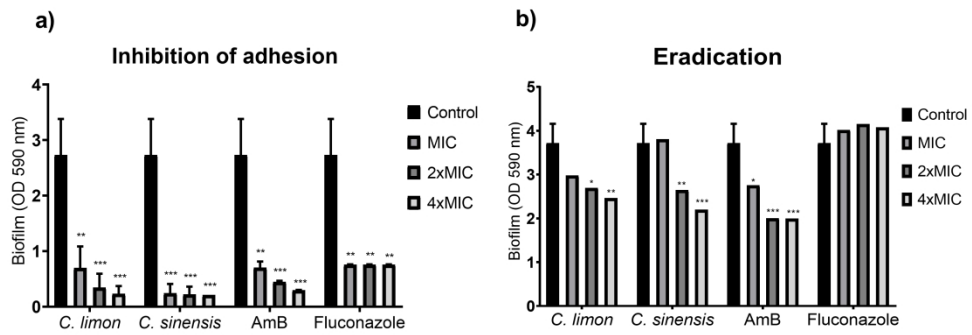 a)
Inhibition of adhesion
Biofilm (OD 590 nm)
4
3
2
1
0
** *** ***
*** *** ***
** *** ***
** ** **
C. limon C. sinensis AmB Fluconazole
Control
MIC
2xMIC
4xMIC
b)
Eradication
Biofilm (OD 590 nm)
5
4
3
2
1
0
* **
** ***
* *** ***
C. limon C. sinensis AmB Fluconazole
Control
MIC
2xMIC
4xMIC